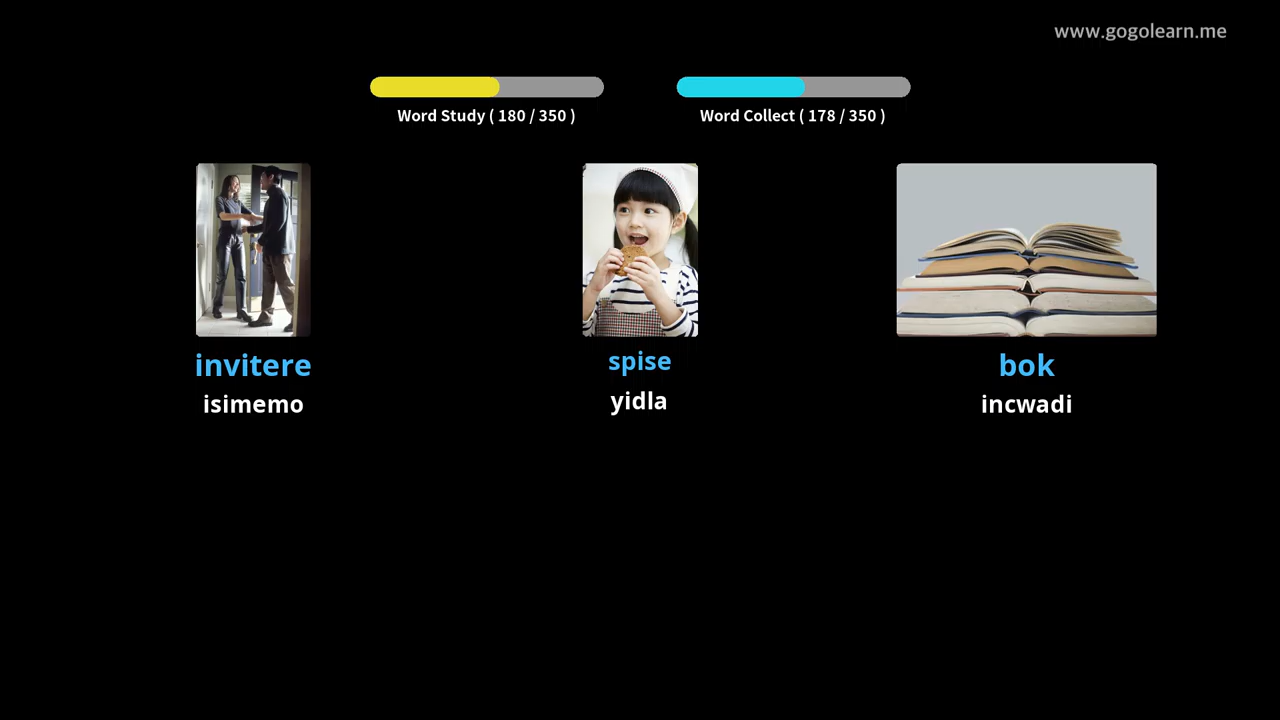 www.gogolearn.me
Word Study ( 180 / 350 )
Word Collect ( 178 / 350 )
invitere
isimemo
spise
yidla
bok
incwadi